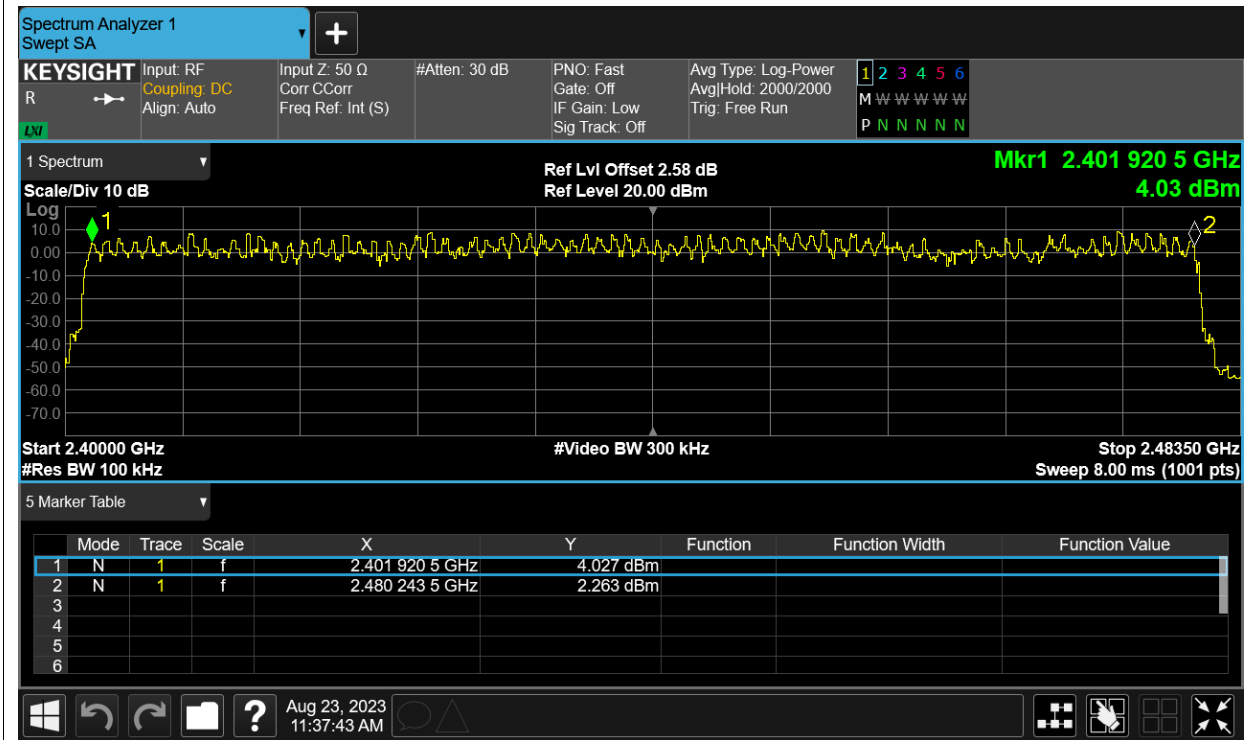 Spectrum Analyzer 1
Swept SA
KEYSIGHT Input: RF Input Z: 50 Ω #Atten: 30 dB PNO: Fast Avg Type: Log-Power 1 2 3 4 5 6
R Coupling: DC Corr CCorr Gate: Off Avg|Hold: 2000/2000 M W W W W W
Align: Auto Freq Ref: Int (S) IF Gain: Low Trig: Free Run
LXI Sig Track: Off P N N N N N
1 Spectrum Ref Lvl Offset 2.58 dB Mkr1 2.401 920 5 GHz
Scale/Div 10 dB Ref Level 20.00 dBm 4.03 dBm
Log
1 2
10.0
0.00
-10.0
-20.0
-30.0
-40.0
-50.0
-60.0
-70.0
Start 2.40000 GHz #Video BW 300 kHz Stop 2.48350 GHz
#Res BW 100 kHz Sweep 8.00 ms (1001 pts)
5 Marker Table
Mode Trace Scale X Y Function Function Width Function Value
1 N 1 f 2.401 920 5 GHz 4.027 dBm
2 N 1 f 2.480 243 5 GHz 2.263 dBm
3
4
5
6
? Aug 23, 2023
11:37:43 AM